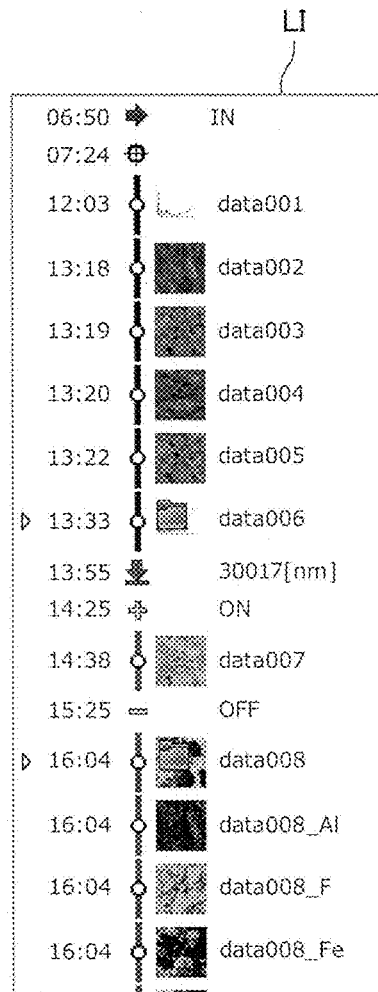 LI
06:50 IN
07:24
12:03 data001
13:18 data002
13:19 data003
13:20 data004
13:22 data005
13:33 data006
13:55 30017[nm]
14:25 ON
14:38 data007
15:25 OFF
16:04 data008
16:04 data008_Al
16:04 data008_F
16:04 data008_Fe